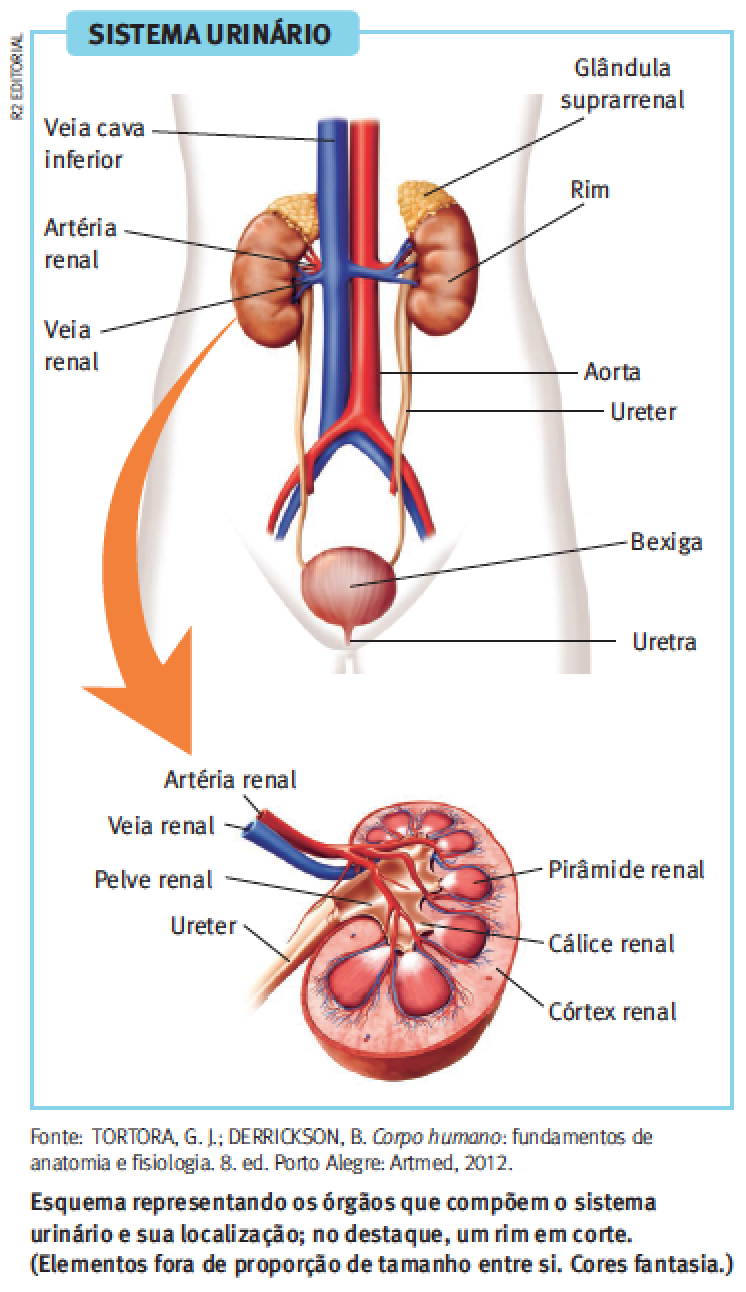 SISTEMA URINÁRIO
R2 EDITORIAL
Glândula
suprarrenal
Veia cava
inferior
Rim
Artéria
renal
Veia
renal
Aorta
Ureter
Bexiga
Uretra
Artéria renal
Veia renal
Pelve renal
Ureter
Pirâmide renal
Cálice renal
Córtex renal
Fonte: TORTORA, G. J.; DERRICKSON, B. Corpo humano: fundamentos de
anatomia e fisiologia. 8. ed. Porto Alegre: Artmed, 2012.
Esquema representando os órgãos que compõem o sistema
urinário e sua localização; no destaque, um rim em corte.
(Elementos fora de proporção de tamanho entre si. Cores fantasia.)